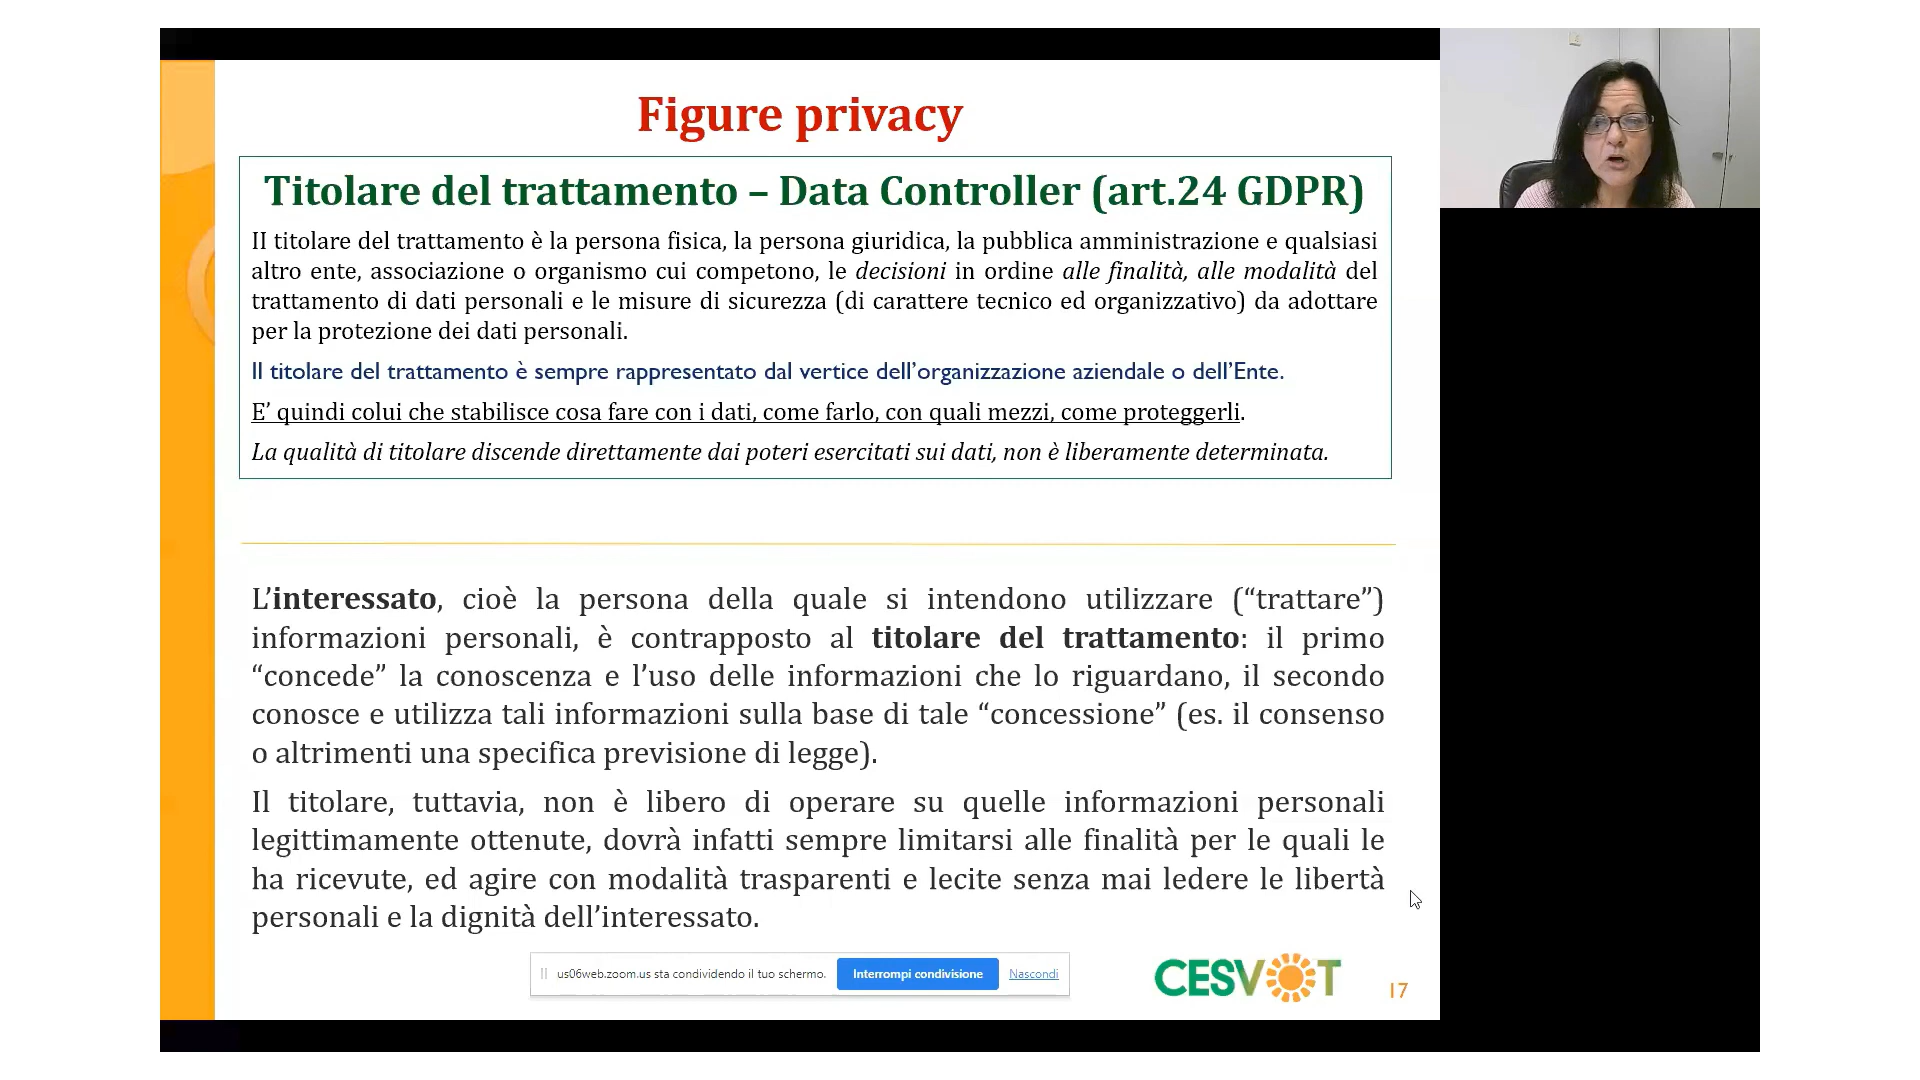 Figure privacy
Titolare del trattamento – Data Controller (art.24 GDPR)
II titolare del trattamento è la persona fisica, la persona giuridica, la pubblica amministrazione e qualsiasi
altro ente, associazione o organismo cui competono, le decisioni in ordine alle finalità, alle modalità del
trattamento di dati personali e le misure di sicurezza (di carattere tecnico ed organizzativo) da adottare
per la protezione dei dati personali.
Il titolare del trattamento è sempre rappresentato dal vertice dell’organizzazione aziendale o dell’Ente.
E’ quindi colui che stabilisce cosa fare con i dati, come farlo, con quali mezzi, come proteggerli.
La qualità di titolare discende direttamente dai poteri esercitati sui dati, non è liberamente determinata.
L’interessato, cioè la persona della quale si intendono utilizzare (“trattare”)
informazioni personali, è contrapposto al titolare del trattamento: il primo
“concede” la conoscenza e l’uso delle informazioni che lo riguardano, il secondo
conosce e utilizza tali informazioni sulla base di tale “concessione” (es. il consenso
o altrimenti una specifica previsione di legge).
Il titolare, tuttavia, non è libero di operare su quelle informazioni personali
legittimamente ottenute, dovrà infatti sempre limitarsi alle finalità per le quali le
ha ricevute, ed agire con modalità trasparenti e lecite senza mai ledere le libertà
personali e la dignità dell’interessato.
us06web.zoom.us sta condividendo il tuo schermo. Interrompi condivisione Nascondi
CESVOT
17